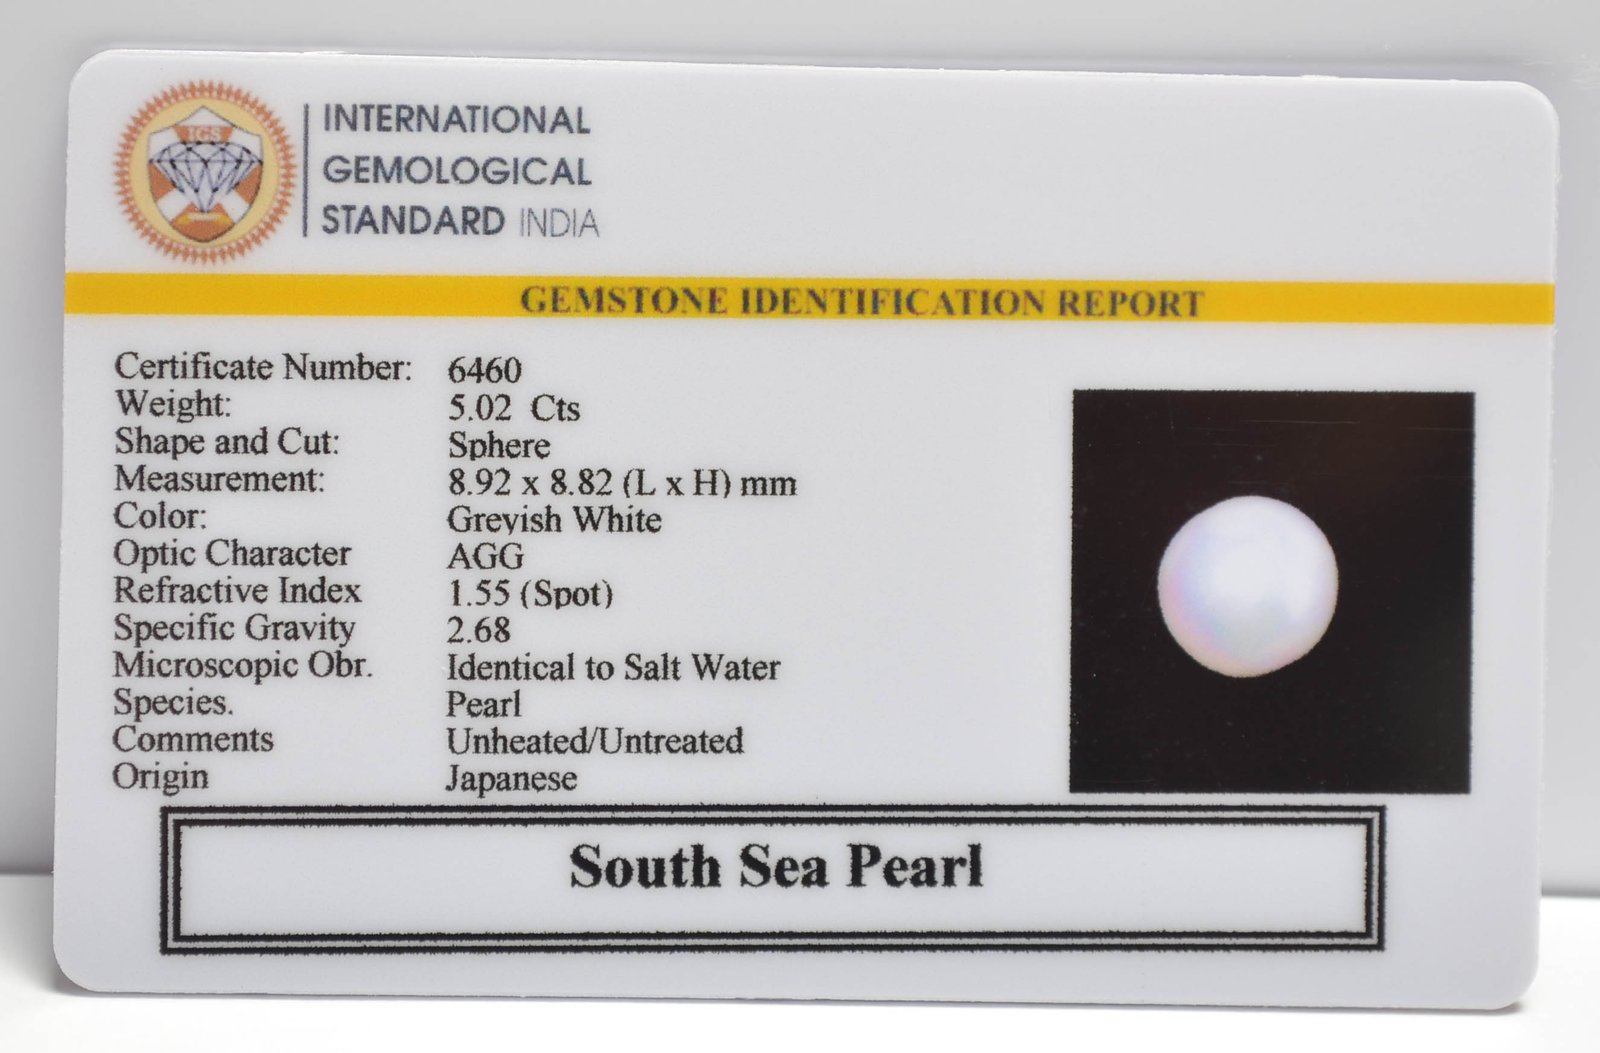 IGS
INTERNATIONAL
GEMOLOGICAL
STANDARD INDIA
GEMSTONE IDENTIFICATION REPORT
Certificate Number: 6460
Weight: 5.02 Cts
Shape and Cut: Sphere
Measurement: 8.92 x 8.82 (L x H) mm
Color: Greyish White
Optic Character AGG
Refractive Index 1.55 (Spot)
Specific Gravity 2.68
Microscopic Obr. Identical to Salt Water
Species. Pearl
Comments Unheated/Untreated
Origin Japanese
South Sea Pearl